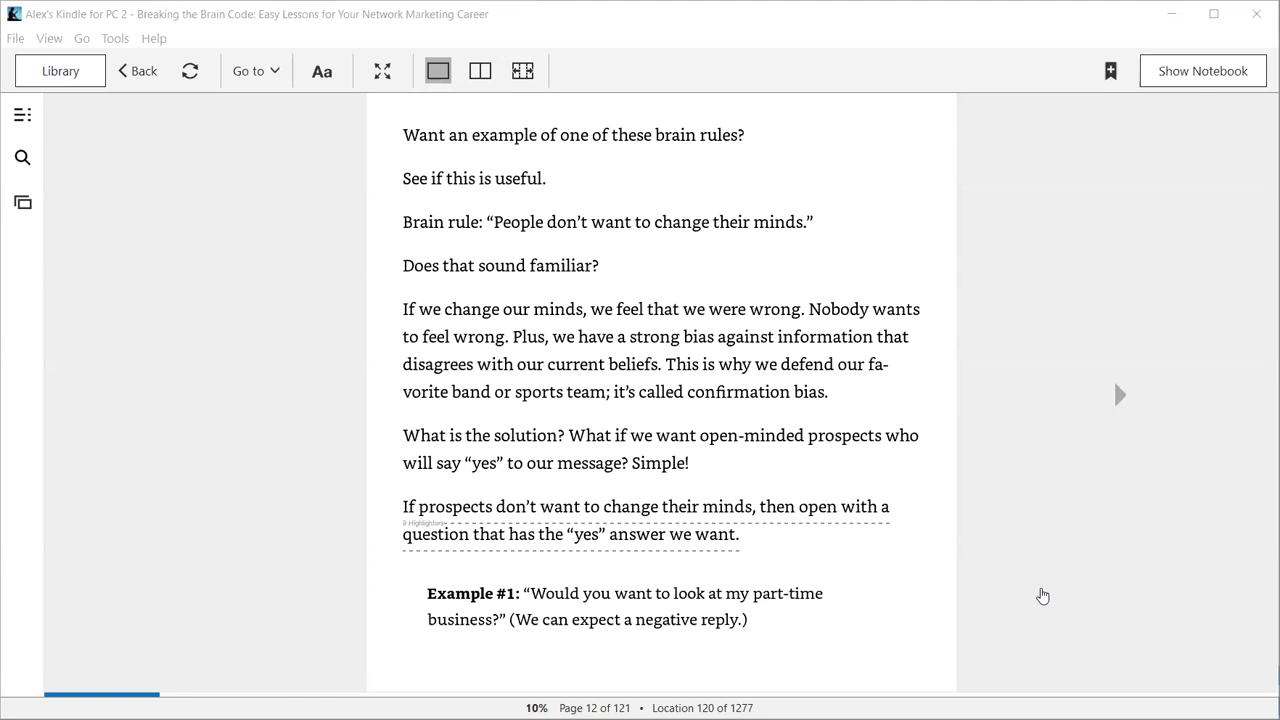 Alex's Kindle for PC 2 - Breaking the Brain Code: Easy Lessons for Your Network Marketing Career
File View Go Tools Help
Library Back Go to Aa Show Notebook
Want an example of one of these brain rules?
See if this is useful.
Brain rule: “People don’t want to change their minds.”
Does that sound familiar?
If we change our minds, we feel that we were wrong. Nobody wants
to feel wrong. Plus, we have a strong bias against information that
disagrees with our current beliefs. This is why we defend our fa-
vorite band or sports team; it’s called confirmation bias.
What is the solution? What if we want open-minded prospects who
will say “yes” to our message? Simple!
If prospects don’t want to change their minds, then open with a
9 Highlighters
question that has the “yes” answer we want.
Example #1: “Would you want to look at my part-time
business?” (We can expect a negative reply.)
10% Page 12 of 121 • Location 120 of 1277